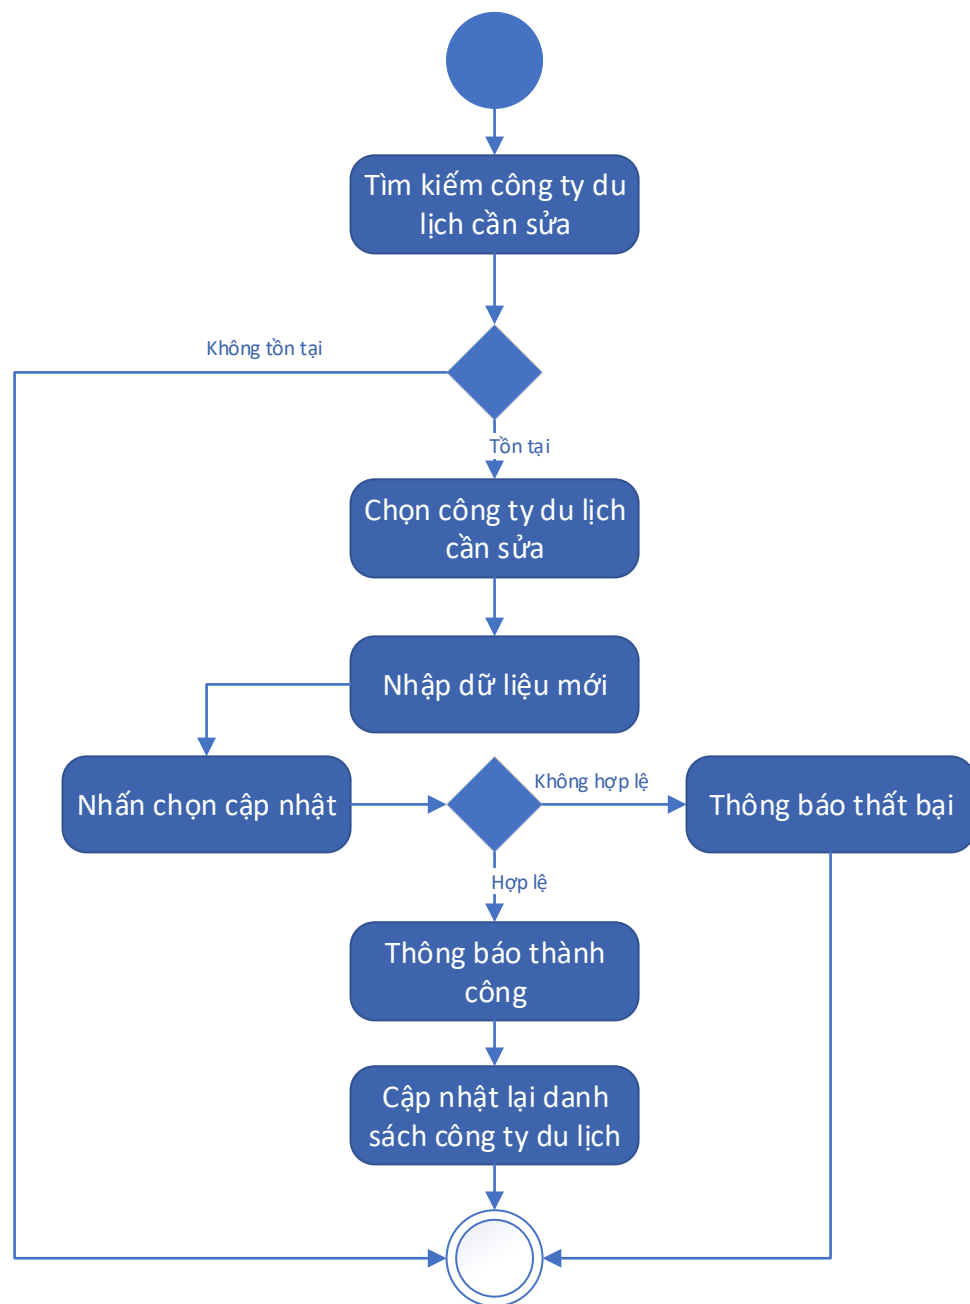 Tìm kiếm công ty du
lịch cần sửa
Không tồn tại
Tồn tại
Chọn công ty du lịch
cần sửa
Nhập dữ liệu mới
Nhấn chọn cập nhật
Không hợp lệ
Thông báo thất bại
Hợp lệ
Thông báo thành
công
Cập nhật lại danh
sách công ty du lịch